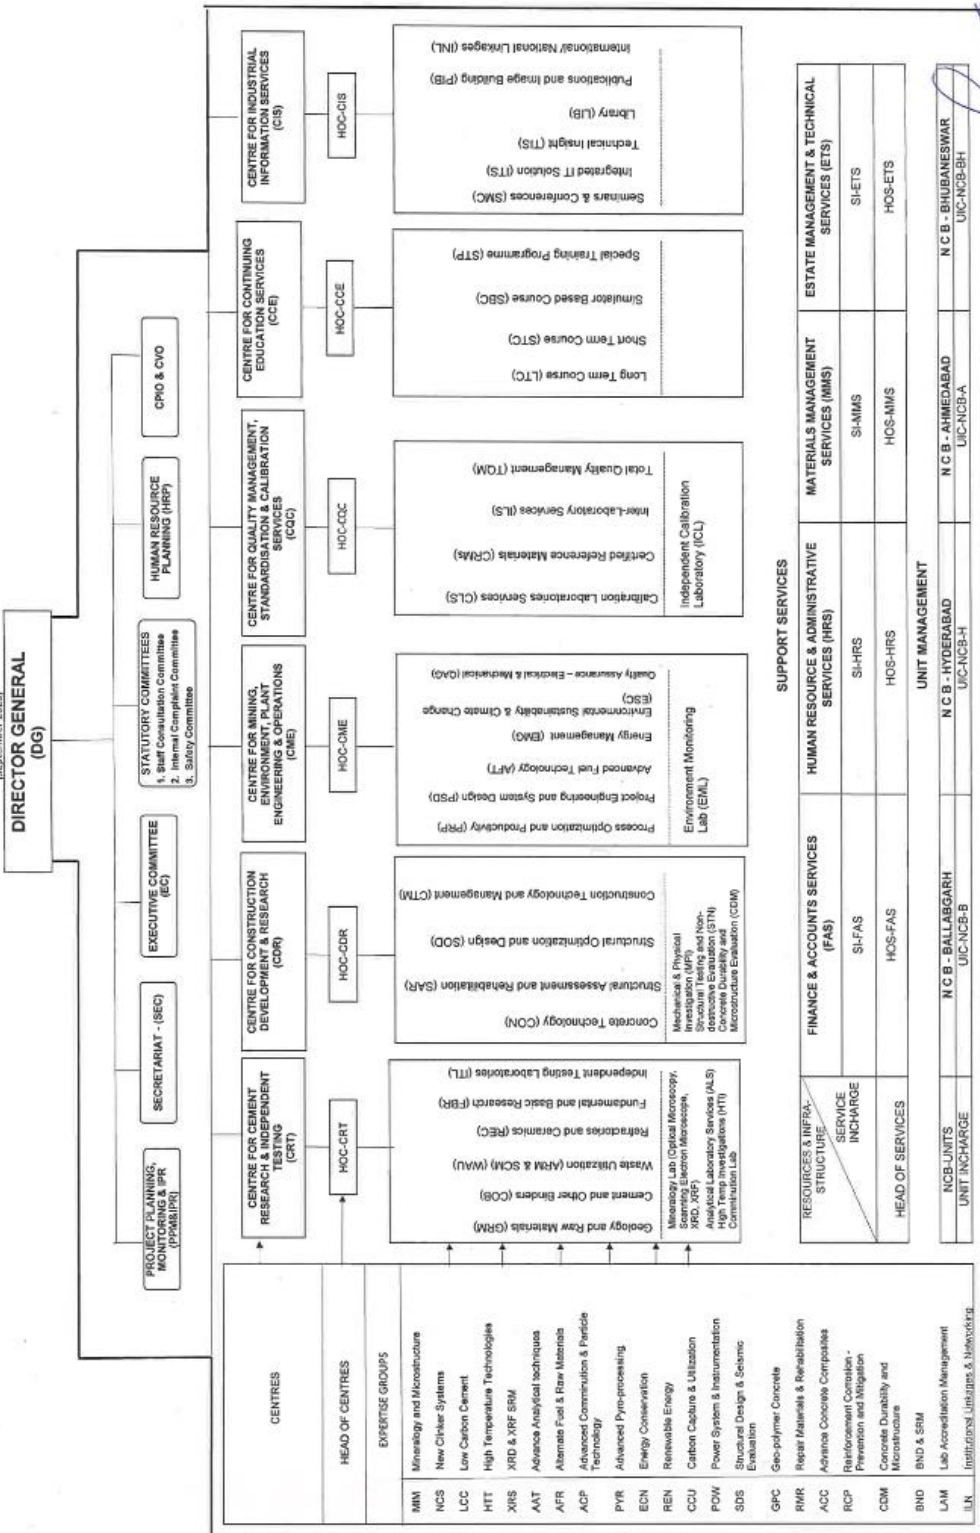 DIRECTOR GENERAL
(DG)
PROJECT PLANNING,
MONITORING & IPR
(PPM&IPR)
SECRETARIAT - (SEC)
EXECUTIVE COMMITTEE
(EC)
STATUTORY COMMITTEES
1. Staff Consultation Committee
2. Internal Complaint Committee
3. Safety Committee
HUMAN RESOURCE
PLANNING (HRP)
CPIO & CVO
CENTRES
CENTRE FOR CEMENT
RESEARCH & INDEPENDENT
TESTING
(CRT)
CENTRE FOR CONSTRUCTION
DEVELOPMENT & RESEARCH
(CDR)
CENTRE FOR MINING,
ENVIRONMENT, PLANT
ENGINEERING & OPERATIONS
(CME)
CENTRE FOR QUALITY MANAGEMENT,
STANDARDISATION & CALIBRATION
SERVICES
(CQC)
CENTRE FOR CONTINUING
EDUCATION SERVICES
(CCE)
CENTRE FOR INDUSTRIAL
INFORMATION SERVICES
(CIS)
HEAD OF CENTRES
HOC-CRT
HOC-CDR
HOC-CME
HOC-CQC
HOC-CCE
HOC-CIS
EXPERTISE GROUPS
MIM Mineralogy and Microstructure
NCS New Clinker Systems
LCC Low Carbon Cement
HTT High Temperature Technologies
XRS XRD & XRF SRM
AAT Advance Analytical techniques
AFR Alternate Fuel & Raw Materials
ACP Advanced Comminution & Particle
Technology
PYR Advanced Pyro-processing
ECN Energy Conservation
REN Renewable Energy
CCU Carbon Capture & Utilization
POW Power System & Instrumentation
SDS Structural Design & Seismic
Evaluation
GPC Geo-polymer Concrete
RMR Repair Materials & Rehabilitation
ACC Advance Concrete Composites
RCP Reinforcement Corrosion -
Prevention and Mitigation
CDM Concrete Durability and
Microstructure
BND BND & SRM
LAM Lab Accreditation Management
ILN Institutional Linkages & Networking
Geology and Raw Materials (GRM)
Cement and Other Binders (COB)
Waste Utilization (ARM & SCM) (WAU)
Refractories and Ceramics (REC)
Fundamental and Basic Research (FBR)
Independent Testing Laboratories (ITL)
Mineralogy Lab (Optical Microscopy,
Scanning Electron Microscope,
XRD, XRF)
Analytical Laboratory Services (ALS)
High Temp Investigations (HTI)
Comminution Lab
Concrete Technology (CON)
Structural Assessment and Rehabilitation (SAR)
Structural Optimization and Design (SOD)
Construction Technology and Management (CTM)
Mechanical & Physical
Investigation (MPI)
Structural Testing and Non-
destructive Evaluation (STN)
Concrete Durability and
Microstructure Evaluation (CDM)
Process Optimization and Productivity (PRP)
Project Engineering and System Design (PSD)
Advanced Fuel Technology (AFT)
Energy Management (EMG)
Environmental Sustainability & Climate Change
(ESC)
Quality Assurance – Electrical & Mechanical (QAG)
Environment Monitoring
Lab (EML)
Calibration Laboratories Services (CLS)
Certified Reference Materials (CRMs)
Inter-Laboratory Services (ILS)
Total Quality Management (TQM)
Independent Calibration
Laboratory (ICL)
Long Term Course (LTC)
Short Term Course (STC)
Simulator Based Course (SBC)
Special Training Programme (STP)
Seminars & Conferences (SMC)
Integrated IT Solution (ITS)
Technical Insight (TIS)
Library (LIB)
Publications and Image Building (PIB)
International/ National Linkages (INL)
SUPPORT SERVICES
RESOURCES & INFRA-
STRUCTURE
SERVICE
INCHARGE
FINANCE & ACCOUNTS SERVICES
(FAS)
HUMAN RESOURCE & ADMINISTRATIVE
SERVICES (HRS)
MATERIALS MANAGEMENT
SERVICES (MMS)
ESTATE MANAGEMENT & TECHNICAL
SERVICES (ETS)
SI-FAS
SI-HRS
SI-MMS
SI-ETS
HEAD OF SERVICES
HOS-FAS
HOS-HRS
HOS-MMS
HOS-ETS
UNIT MANAGEMENT
NCB-UNITS
N C B - BALLABGARH
N C B - HYDERABAD
N C B - AHMEDABAD
N C B - BHUBANESWAR
UNIT INCHARGE
UIC-NCB-B
UIC-NCB-H
UIC-NCB-A
UIC-NCB-BH